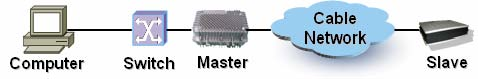 Cable
Network
Computer
Switch
Master
Slave